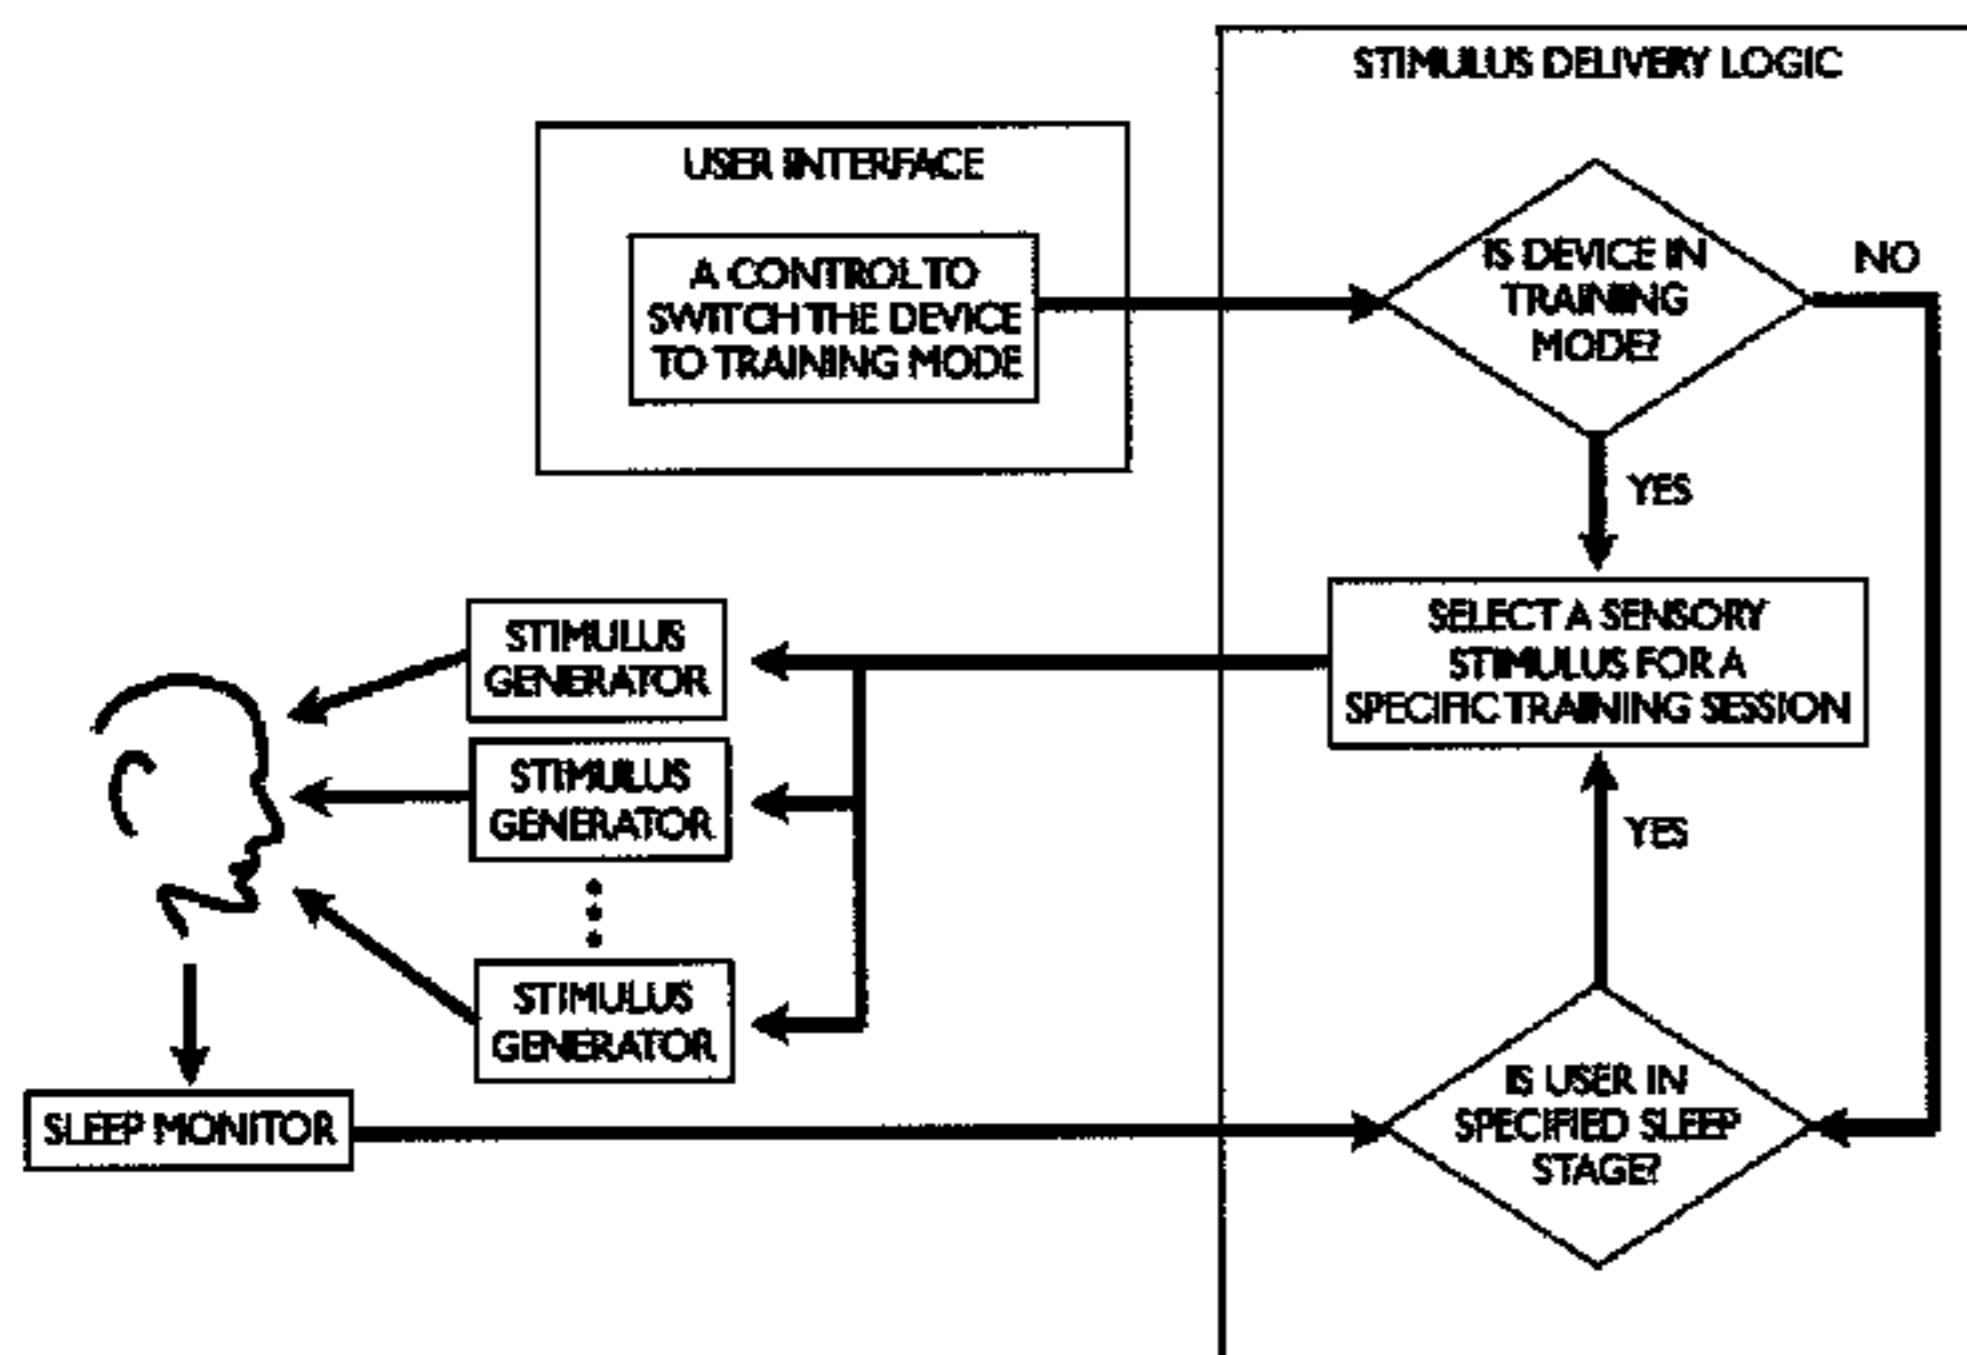 STIMULUS DELIVERY LOGIC
USER INTERFACE
A CONTROL TO
SWITCH THE DEVICE
TO TRAINING MODE
IS DEVICE IN
TRAINING
MODE?
NO
YES
SELECT A SENSORY
STIMULUS FOR A
SPECIFIC TRAINING SESSION
STIMULUS
GENERATOR
STIMULUS
GENERATOR
STIMULUS
GENERATOR
YES
SLEEP MONITOR
IS USER IN
SPECIFIED SLEEP
STAGE?